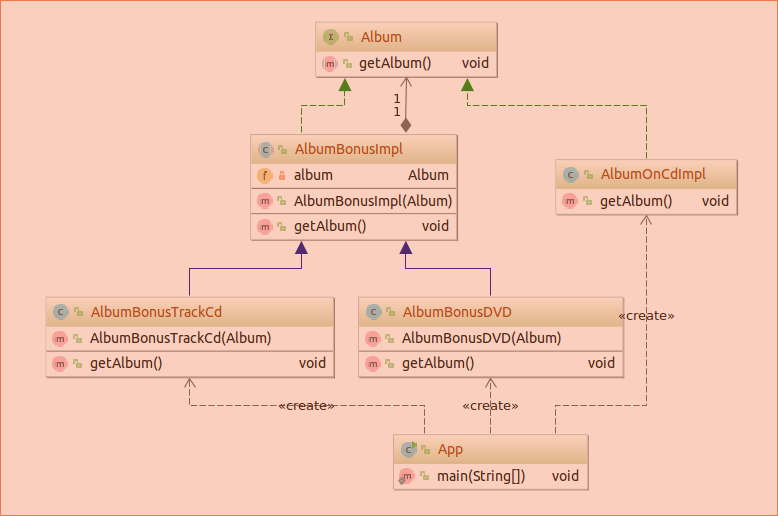 Album
getAlbum() void
1
1
AlbumBonusImpl
album Album
AlbumBonusImpl(Album)
getAlbum() void
AlbumOnCdImpl
getAlbum() void
AlbumBonusTrackCd
AlbumBonusTrackCd(Album)
getAlbum() void
AlbumBonusDVD
AlbumBonusDVD(Album)
getAlbum() void
«create»
«create»
«create»
App
main(String[]) void